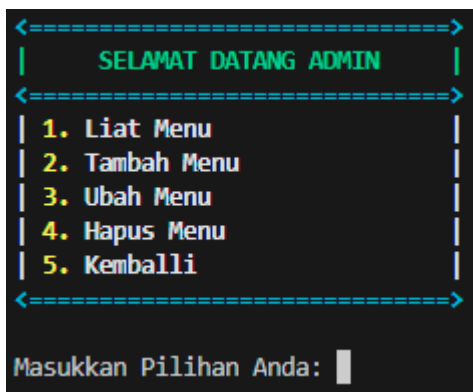 <==============================>
| SELAMAT DATANG ADMIN |
<==============================>
| 1. Liat Menu |
| 2. Tambah Menu |
| 3. Ubah Menu |
| 4. Hapus Menu |
| 5. Kemballi |
<==============================>
Masukkan Pilihan Anda: